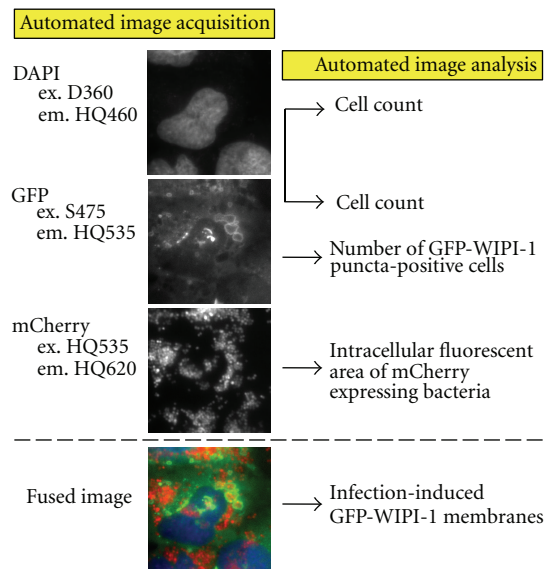 Automated image acquisition
Automated image analysis
DAPI
ex. D360
em. HQ460
Cell count
GFP
ex. S475
em. HQ535
Cell count
Number of GFP-WIPI-1
puncta-positive cells
mCherry
ex. HQ535
em. HQ620
Intracellular fluorescent
area of mCherry
expressing bacteria
Fused image
Infection-induced
GFP-WIPI-1 membranes